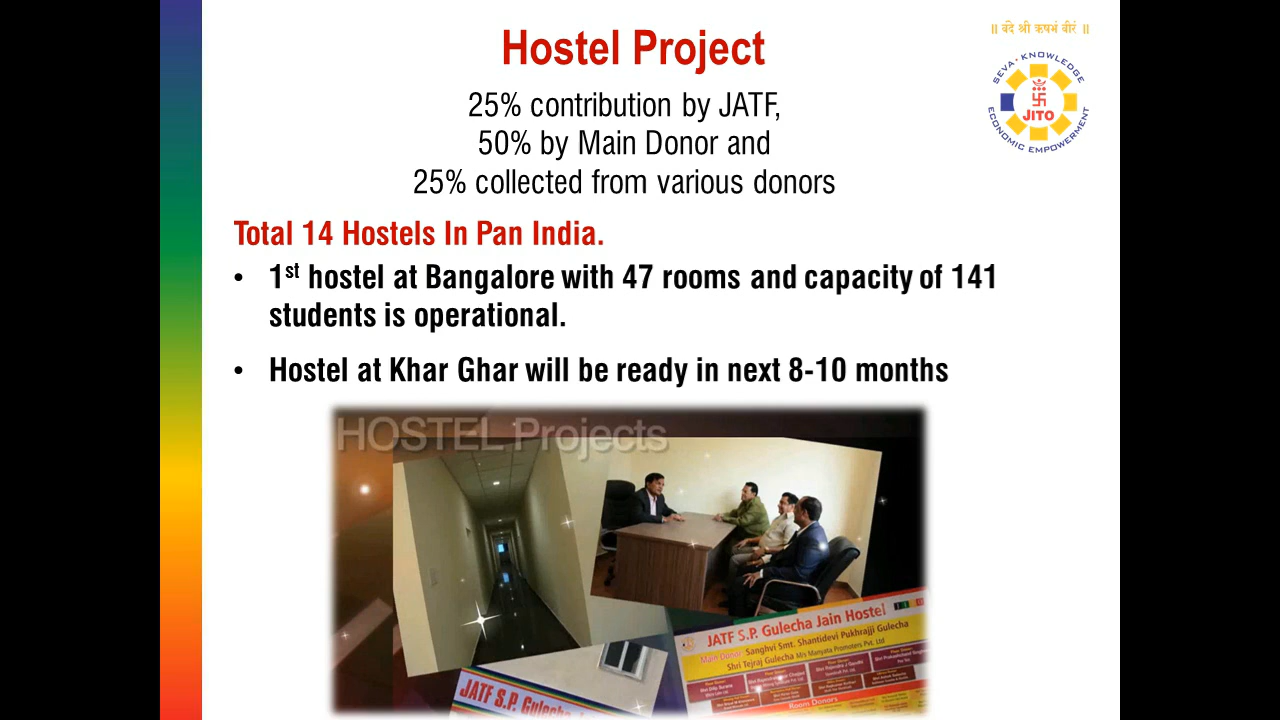 Hostel Project
॥ वंदे श्री ऋषभं वीरं ॥
SEVA · KNOWLEDGE
ECONOMIC EMPOWERMENT
JITO
25% contribution by JATF,
50% by Main Donor and
25% collected from various donors
Total 14 Hostels In Pan India.
• 1st hostel at Bangalore with 47 rooms and capacity of 141
students is operational.
• Hostel at Khar Ghar will be ready in next 8-10 months
HOSTEL Projects
JATF S.P. Gulecha Jain Hostel
Main Donor: Sanghvi Smt. Shantidevi Pukhrajji Gulecha
Shri Tejraj Gulecha M/s Manyata Promoters Pvt. Ltd
Room Donors
JATF S.P. Gulecha